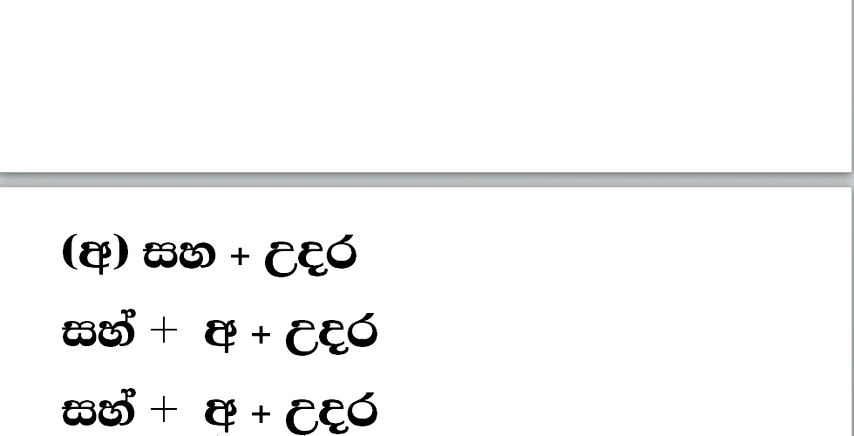 (අ) සහ + උදර
සහ් + අ + උදර
සහ් + අ + උදර